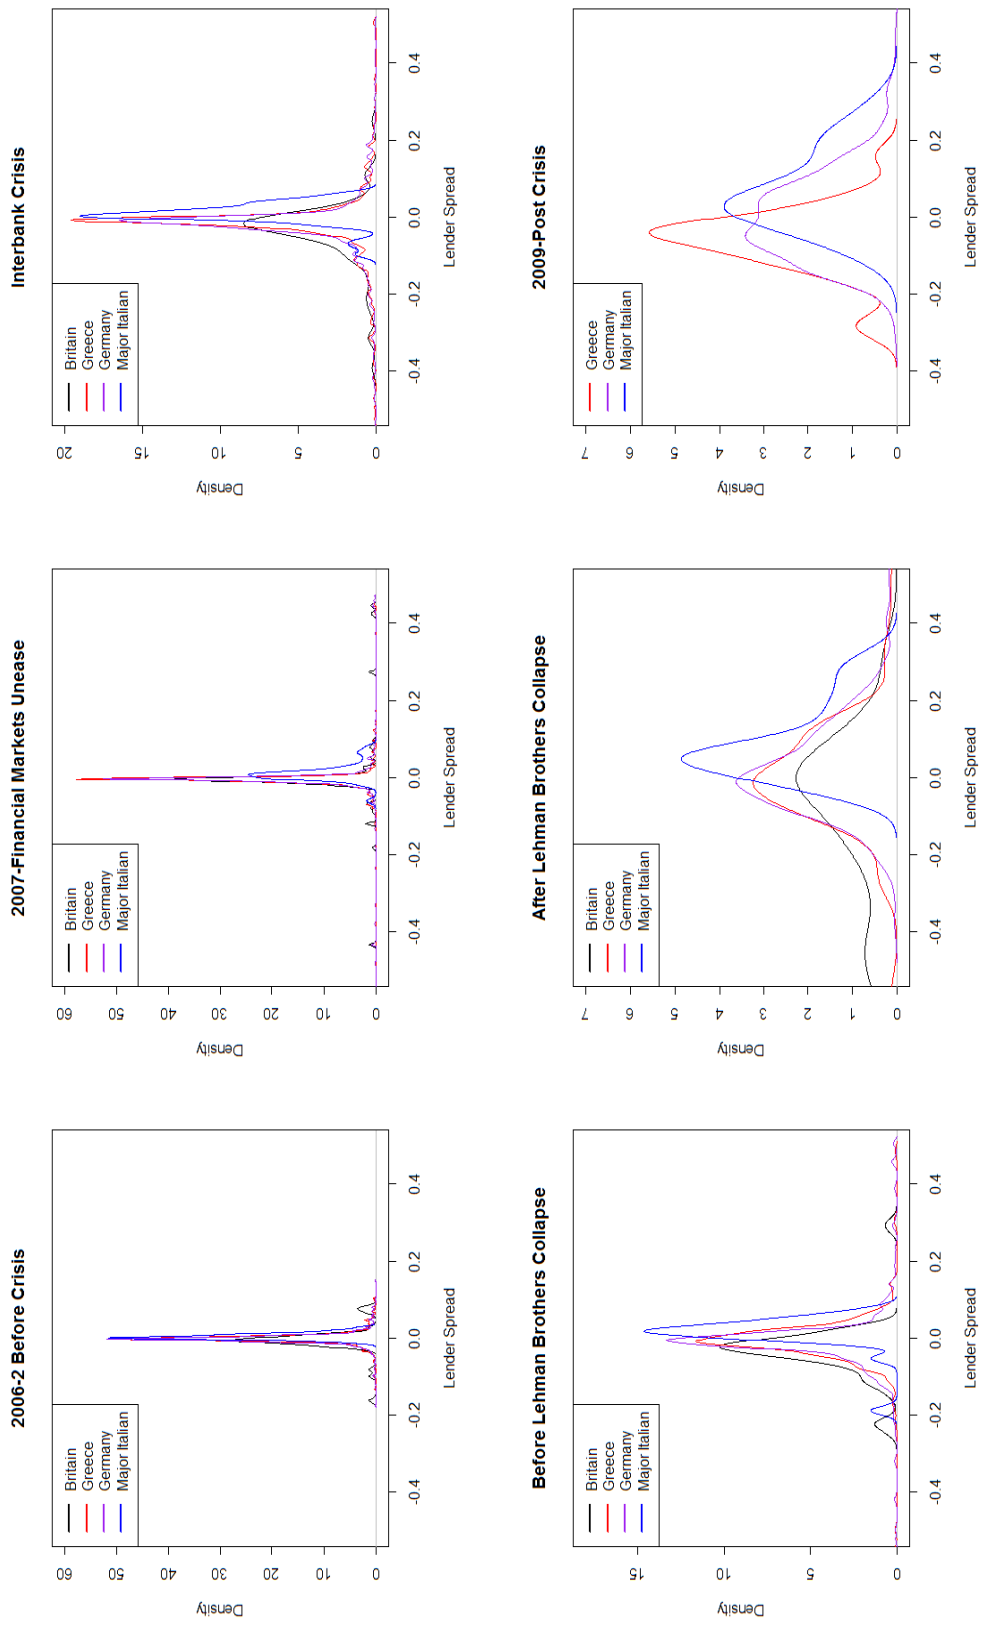 2006-2 Before Crisis
Britain
Greece
Germany
Major Italian
60
50
40
30
20
10
0
Density
-0.4
-0.2
0.0
0.2
0.4
Lender Spread
2007-Financial Markets Unease
Britain
Greece
Germany
Major Italian
60
50
40
30
20
10
0
Density
-0.4
-0.2
0.0
0.2
0.4
Lender Spread
Interbank Crisis
Britain
Greece
Germany
Major Italian
20
15
10
5
0
Density
-0.4
-0.2
0.0
0.2
0.4
Lender Spread
Before Lehman Brothers Collapse
Britain
Greece
Germany
Major Italian
15
10
5
0
Density
-0.4
-0.2
0.0
0.2
0.4
Lender Spread
After Lehman Brothers Collapse
Britain
Greece
Germany
Major Italian
7
6
5
4
3
2
1
0
Density
-0.4
-0.2
0.0
0.2
0.4
Lender Spread
2009-Post Crisis
Greece
Germany
Major Italian
7
6
5
4
3
2
1
0
Density
-0.4
-0.2
0.0
0.2
0.4
Lender Spread